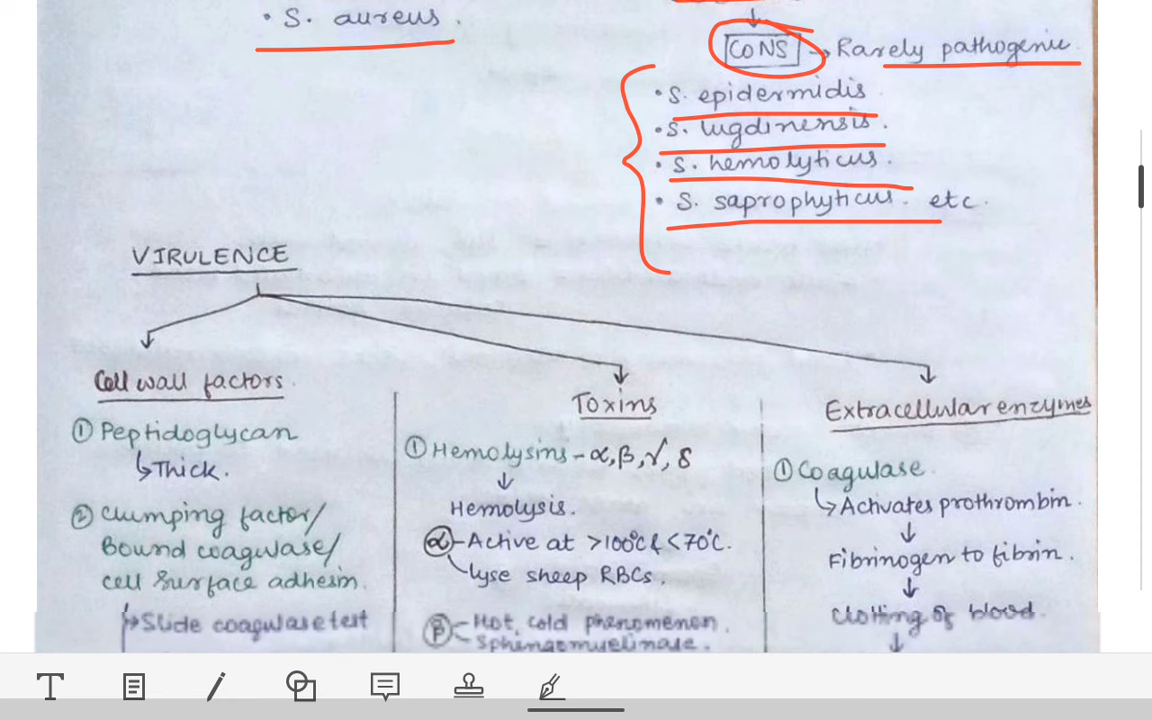 • S. aureus.
CONS → Rarely pathogenic.
• S. epidermidis.
• S. lugdinensis.
• S. hemolyticus.
• S. saprophyticus. etc.
VIRULENCE
Cell wall factors.
① Peptidoglycan
↳ Thick.
② Clumping factor/
Bound coagulase/
cell surface adhesin.
↳ Slide coagulase test
Toxins
① Hemolysins - α, β, γ, δ
↓
Hemolysis.
α - Active at >100°C & <70°C.
lyse sheep RBCs.
β - Hot, cold phenomenon.
Sphingomyelinase.
Extracellular enzymes
① Coagulase.
↳ Activates prothrombin.
↓
Fibrinogen to fibrin.
↓
Clotting of blood.
↓
T